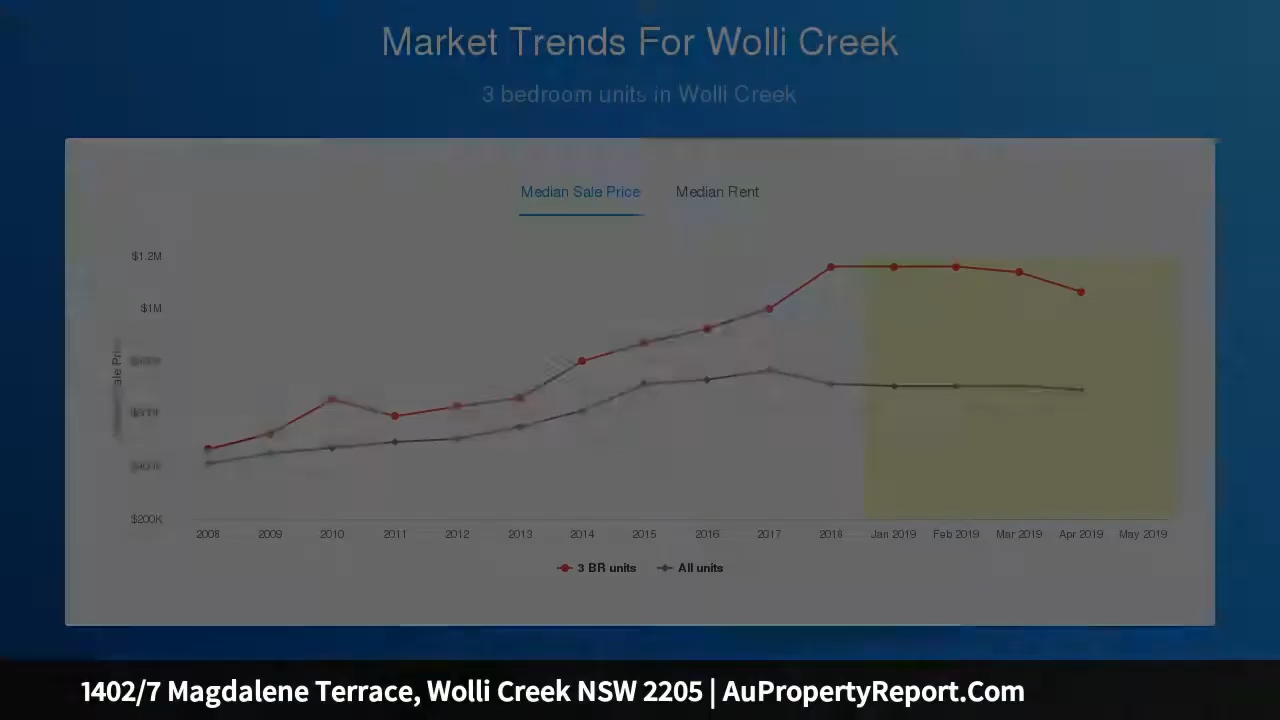 Market Trends For Wolli Creek
3 bedroom units in Wolli Creek
Median Sale Price Median Rent
$1.2M
$1M
$200K
2008 2009 2010 2011 2012 2013 2014 2015 2016 2017 2018 Jan 2019 Feb 2019 Mar 2019 Apr 2019 May 2019
3 BR units All units
1402/7 Magdalene Terrace, Wolli Creek NSW 2205 | AuPropertyReport.Com